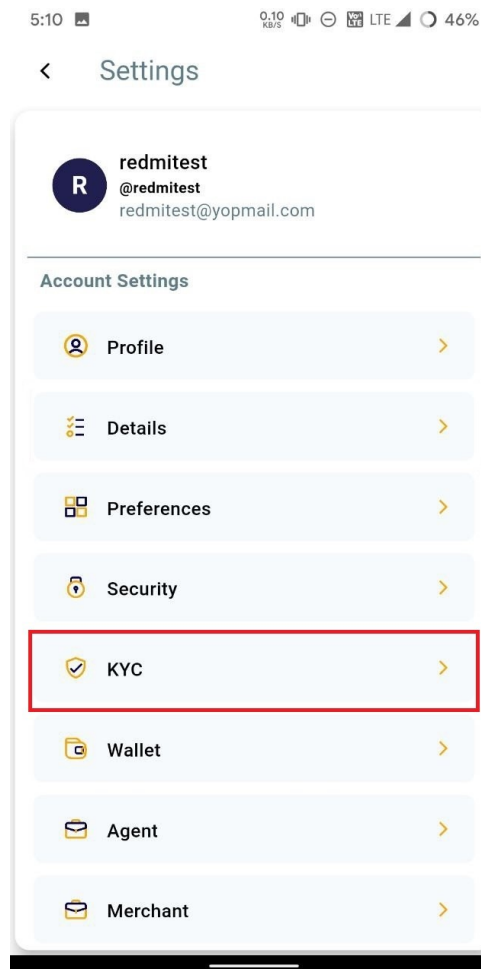 5:10 0.10 KB/S VoLTE LTE 46%
Settings
R
redmitest
@redmitest
redmitest@yopmail.com
Account Settings
Profile
Details
Preferences
Security
KYC
Wallet
Agent
Merchant